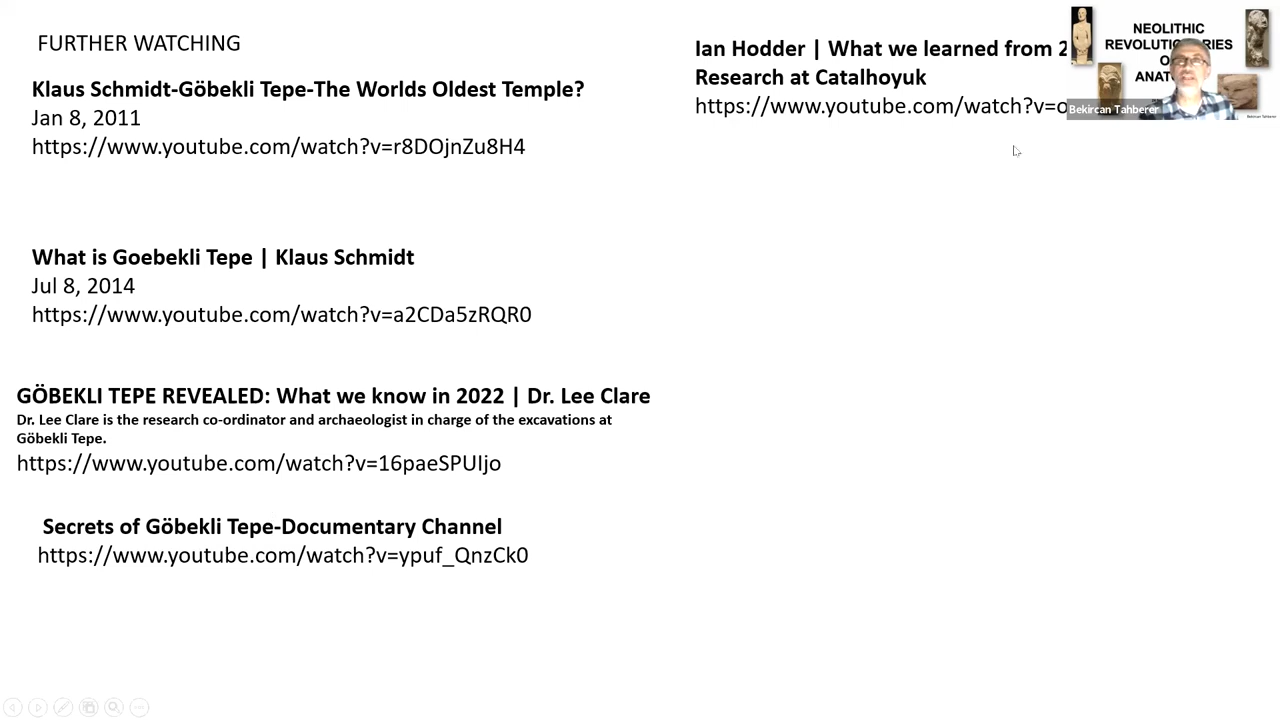 FURTHER WATCHING
Klaus Schmidt-Göbekli Tepe-The Worlds Oldest Temple?
Jan 8, 2011
https://www.youtube.com/watch?v=r8DOjnZu8H4
What is Goebekli Tepe | Klaus Schmidt
Jul 8, 2014
https://www.youtube.com/watch?v=a2CDa5zRQR0
GÖBEKLI TEPE REVEALED: What we know in 2022 | Dr. Lee Clare
Dr. Lee Clare is the research co-ordinator and archaeologist in charge of the excavations at
Göbekli Tepe.
https://www.youtube.com/watch?v=16paeSPUIjo
Secrets of Göbekli Tepe-Documentary Channel
https://www.youtube.com/watch?v=ypuf_QnzCk0
Ian Hodder | What we learned from 2
Research at Catalhoyuk
https://www.youtube.com/watch?v=o
NEOLITHIC
Bekircan Tahberer
Bekircan Tahberer